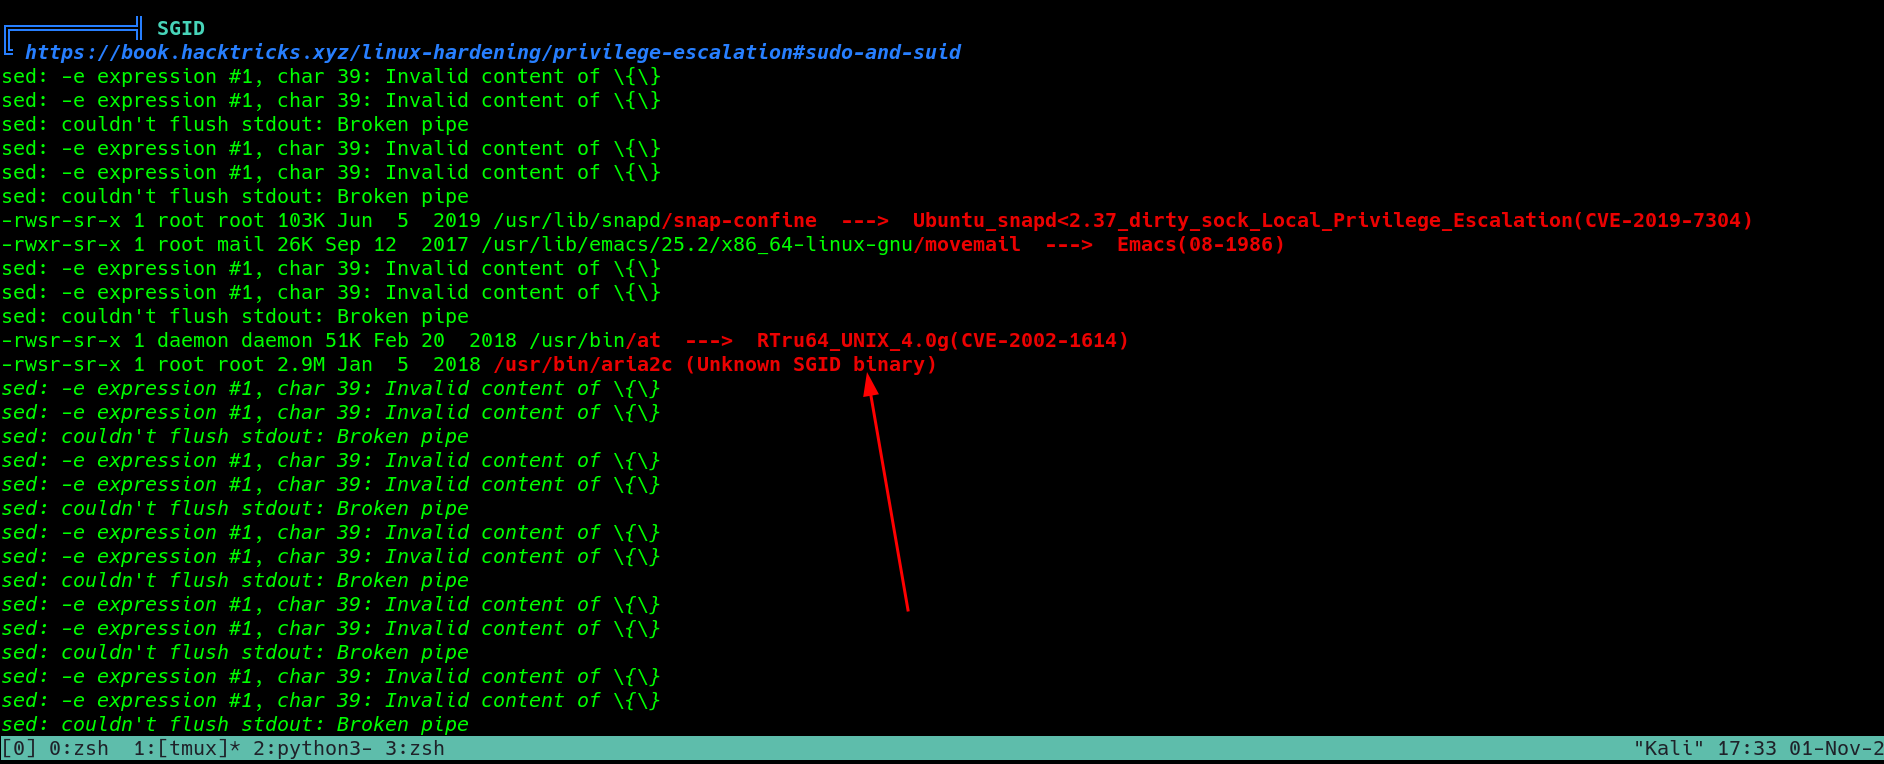 SGID
https://book.hacktricks.xyz/linux-hardening/privilege-escalation#sudo-and-suid
sed: -e expression #1, char 39: Invalid content of \{\}
sed: -e expression #1, char 39: Invalid content of \{\}
sed: couldn't flush stdout: Broken pipe
sed: -e expression #1, char 39: Invalid content of \{\}
sed: -e expression #1, char 39: Invalid content of \{\}
sed: couldn't flush stdout: Broken pipe
-rwsr-sr-x 1 root root 103K Jun  5  2019 /usr/lib/snapd/snap-confine  --->  Ubuntu_snapd<2.37_dirty_sock_Local_Privilege_Escalation(CVE-2019-7304)
-rwxr-sr-x 1 root mail 26K Sep 12  2017 /usr/lib/emacs/25.2/x86_64-linux-gnu/movemail  --->  Emacs(08-1986)
sed: -e expression #1, char 39: Invalid content of \{\}
sed: -e expression #1, char 39: Invalid content of \{\}
sed: couldn't flush stdout: Broken pipe
-rwsr-sr-x 1 daemon daemon 51K Feb 20  2018 /usr/bin/at  --->  RTru64_UNIX_4.0g(CVE-2002-1614)
-rwsr-sr-x 1 root root 2.9M Jan  5  2018 /usr/bin/aria2c (Unknown SGID binary)
sed: -e expression #1, char 39: Invalid content of \{\}
sed: -e expression #1, char 39: Invalid content of \{\}
sed: couldn't flush stdout: Broken pipe
sed: -e expression #1, char 39: Invalid content of \{\}
sed: -e expression #1, char 39: Invalid content of \{\}
sed: couldn't flush stdout: Broken pipe
sed: -e expression #1, char 39: Invalid content of \{\}
sed: -e expression #1, char 39: Invalid content of \{\}
sed: couldn't flush stdout: Broken pipe
sed: -e expression #1, char 39: Invalid content of \{\}
sed: -e expression #1, char 39: Invalid content of \{\}
sed: couldn't flush stdout: Broken pipe
sed: -e expression #1, char 39: Invalid content of \{\}
sed: -e expression #1, char 39: Invalid content of \{\}
sed: couldn't flush stdout: Broken pipe
[0] 0:zsh  1:[tmux]* 2:python3- 3:zsh "Kali" 17:33 01-Nov-2